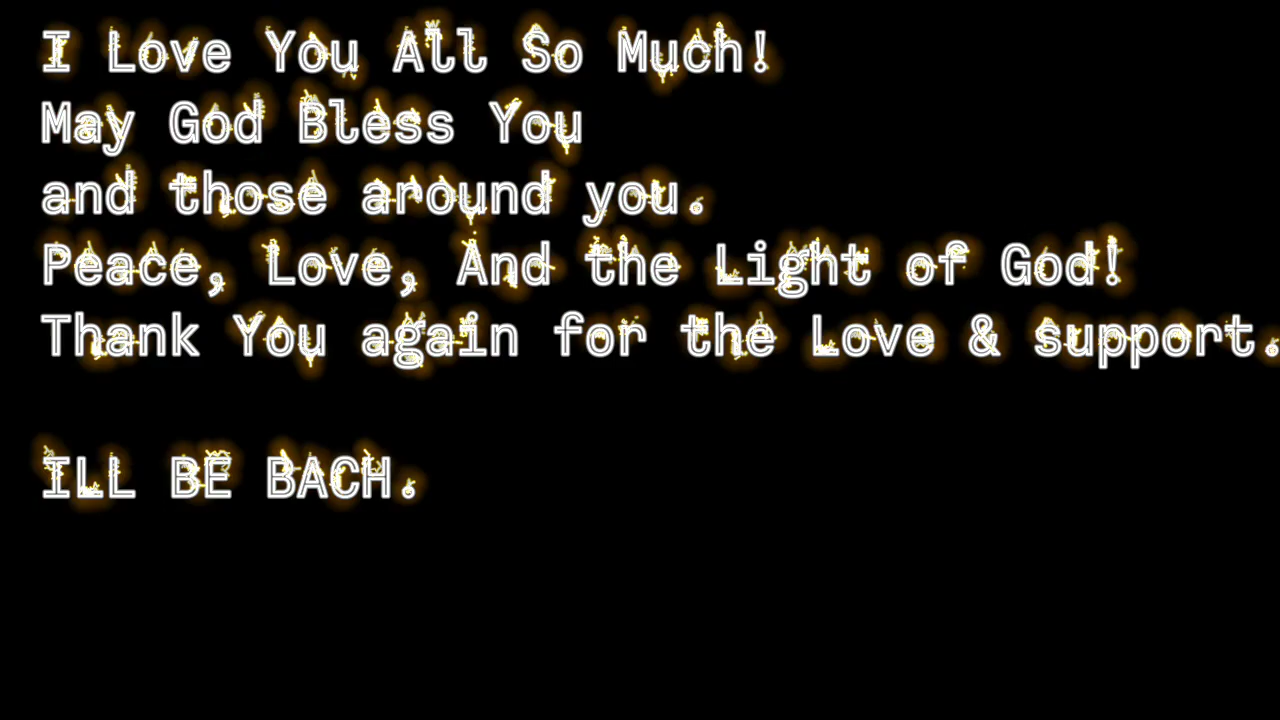 I Love You All So Much!
May God Bless You
and those around you.
Peace, Love, And the Light of God!
Thank You again for the Love & support.
ILL BE BACH.